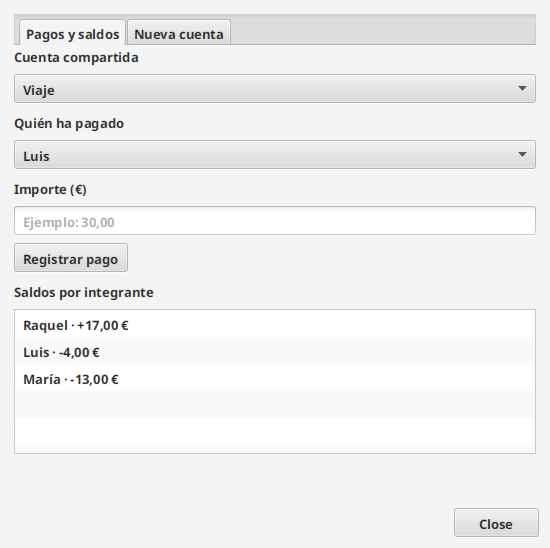 Pagos y saldos Nueva cuenta
Cuenta compartida
Viaje
Quién ha pagado
Luis
Importe (€)
Ejemplo: 30,00
Registrar pago
Saldos por integrante
Raquel · +17,00 €
Luis · -4,00 €
María · -13,00 €
Close